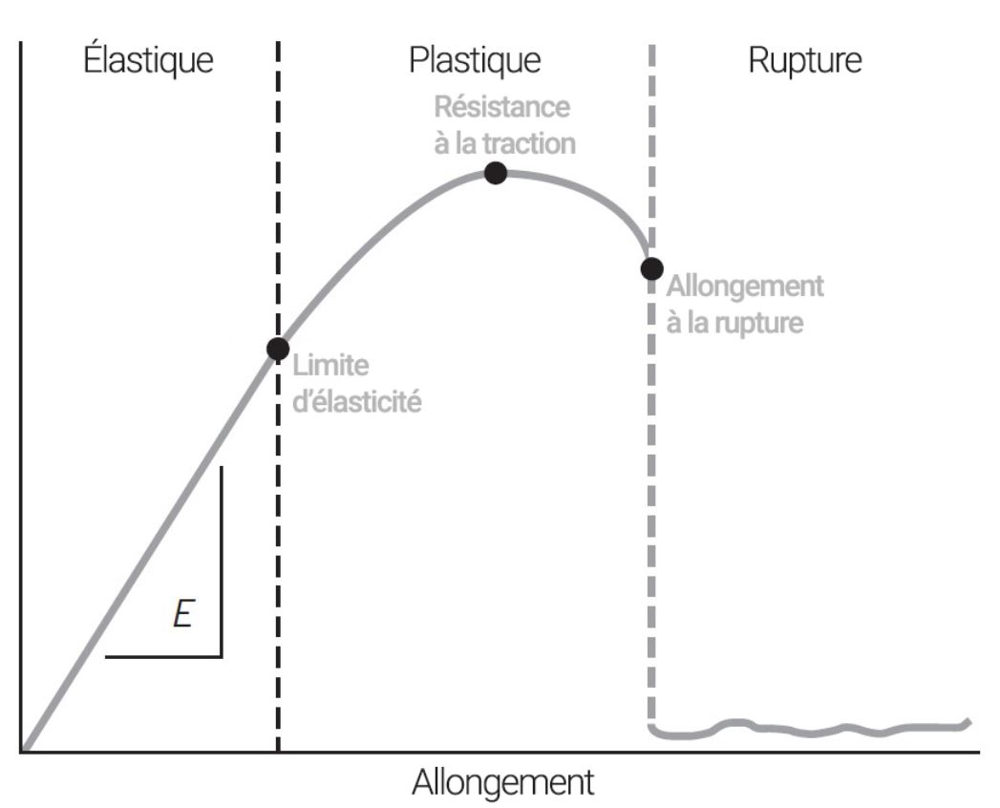 Élastique
Plastique
Rupture
Résistance
à la traction
Allongement
à la rupture
Limite
d'élasticité
E
Allongement